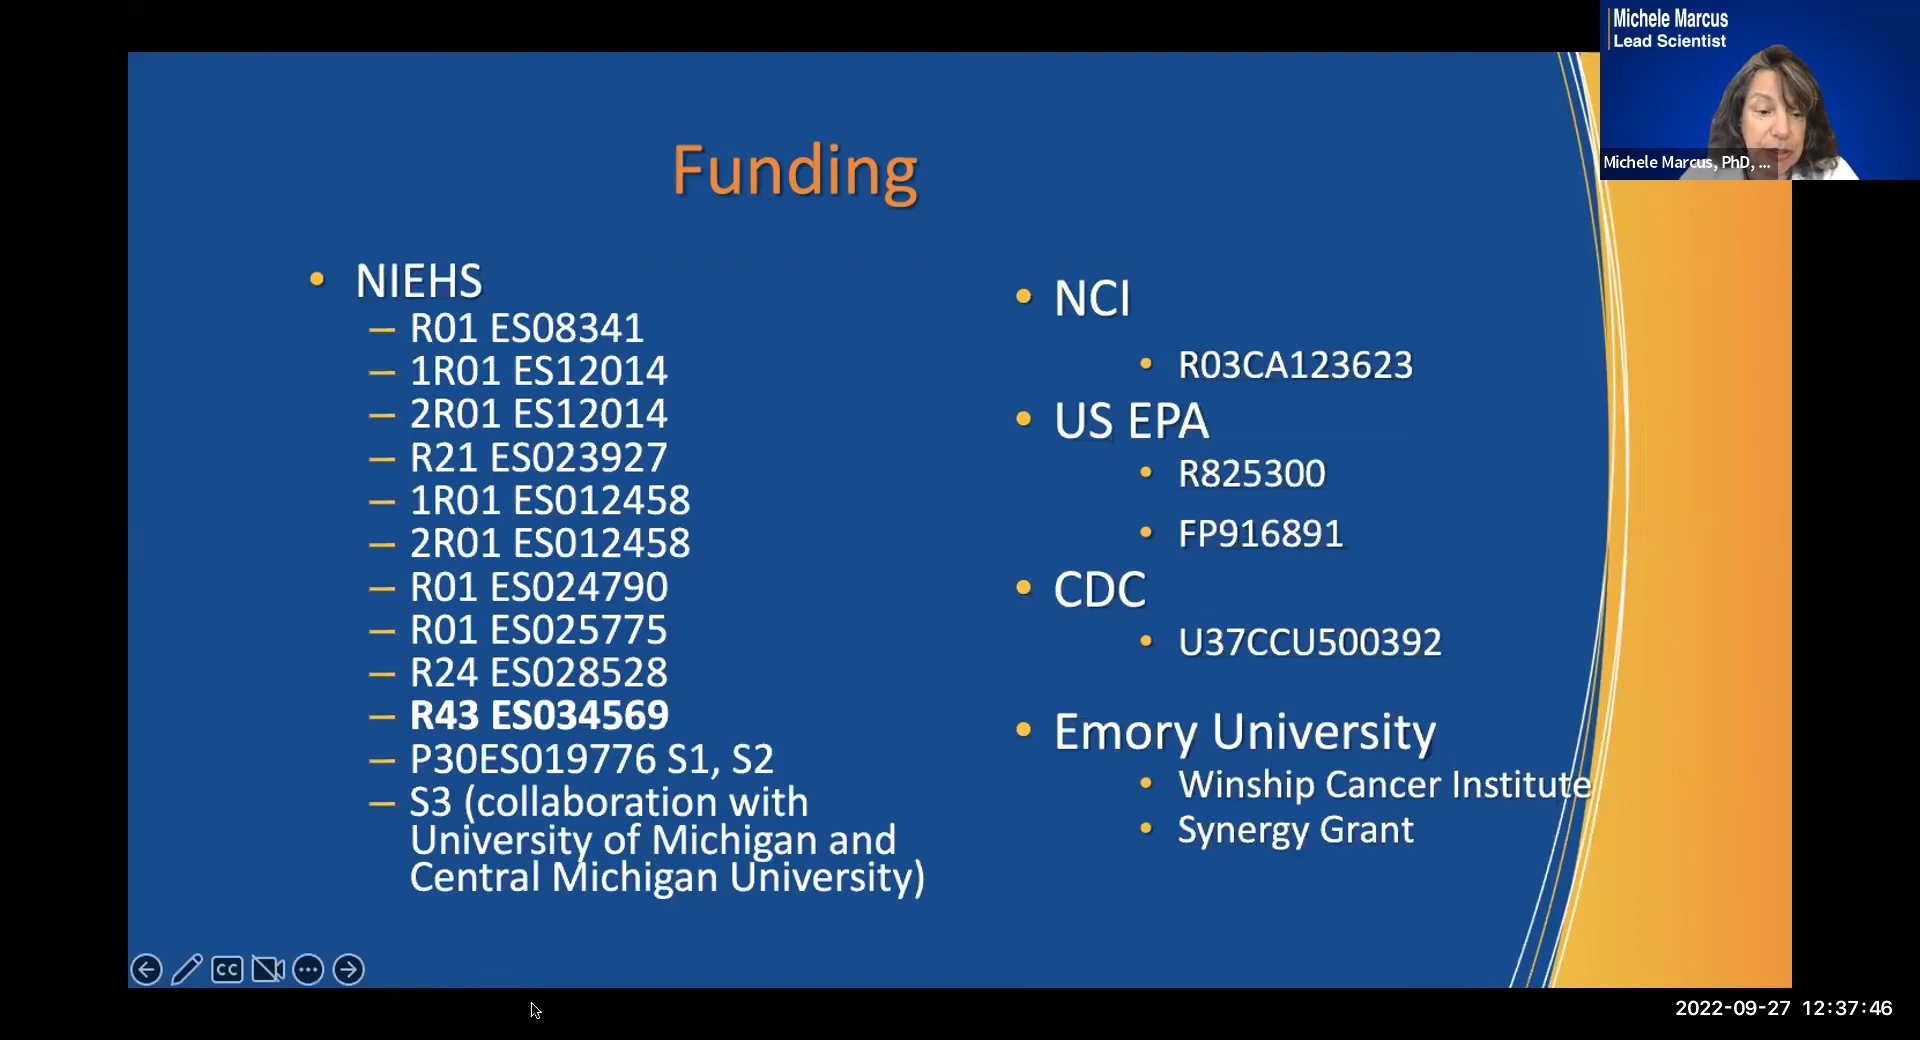 Michele Marcus
Lead Scientist
Michele Marcus, PhD, ...
Funding
• NIEHS
– R01 ES08341
– 1R01 ES12014
– 2R01 ES12014
– R21 ES023927
– 1R01 ES012458
– 2R01 ES012458
– R01 ES024790
– R01 ES025775
– R24 ES028528
– R43 ES034569
– P30ES019776 S1, S2
– S3 (collaboration with
University of Michigan and
Central Michigan University)
• NCI
• R03CA123623
• US EPA
• R825300
• FP916891
• CDC
• U37CCU500392
• Emory University
• Winship Cancer Institute
• Synergy Grant
CC
2022-09-27 12:37:46